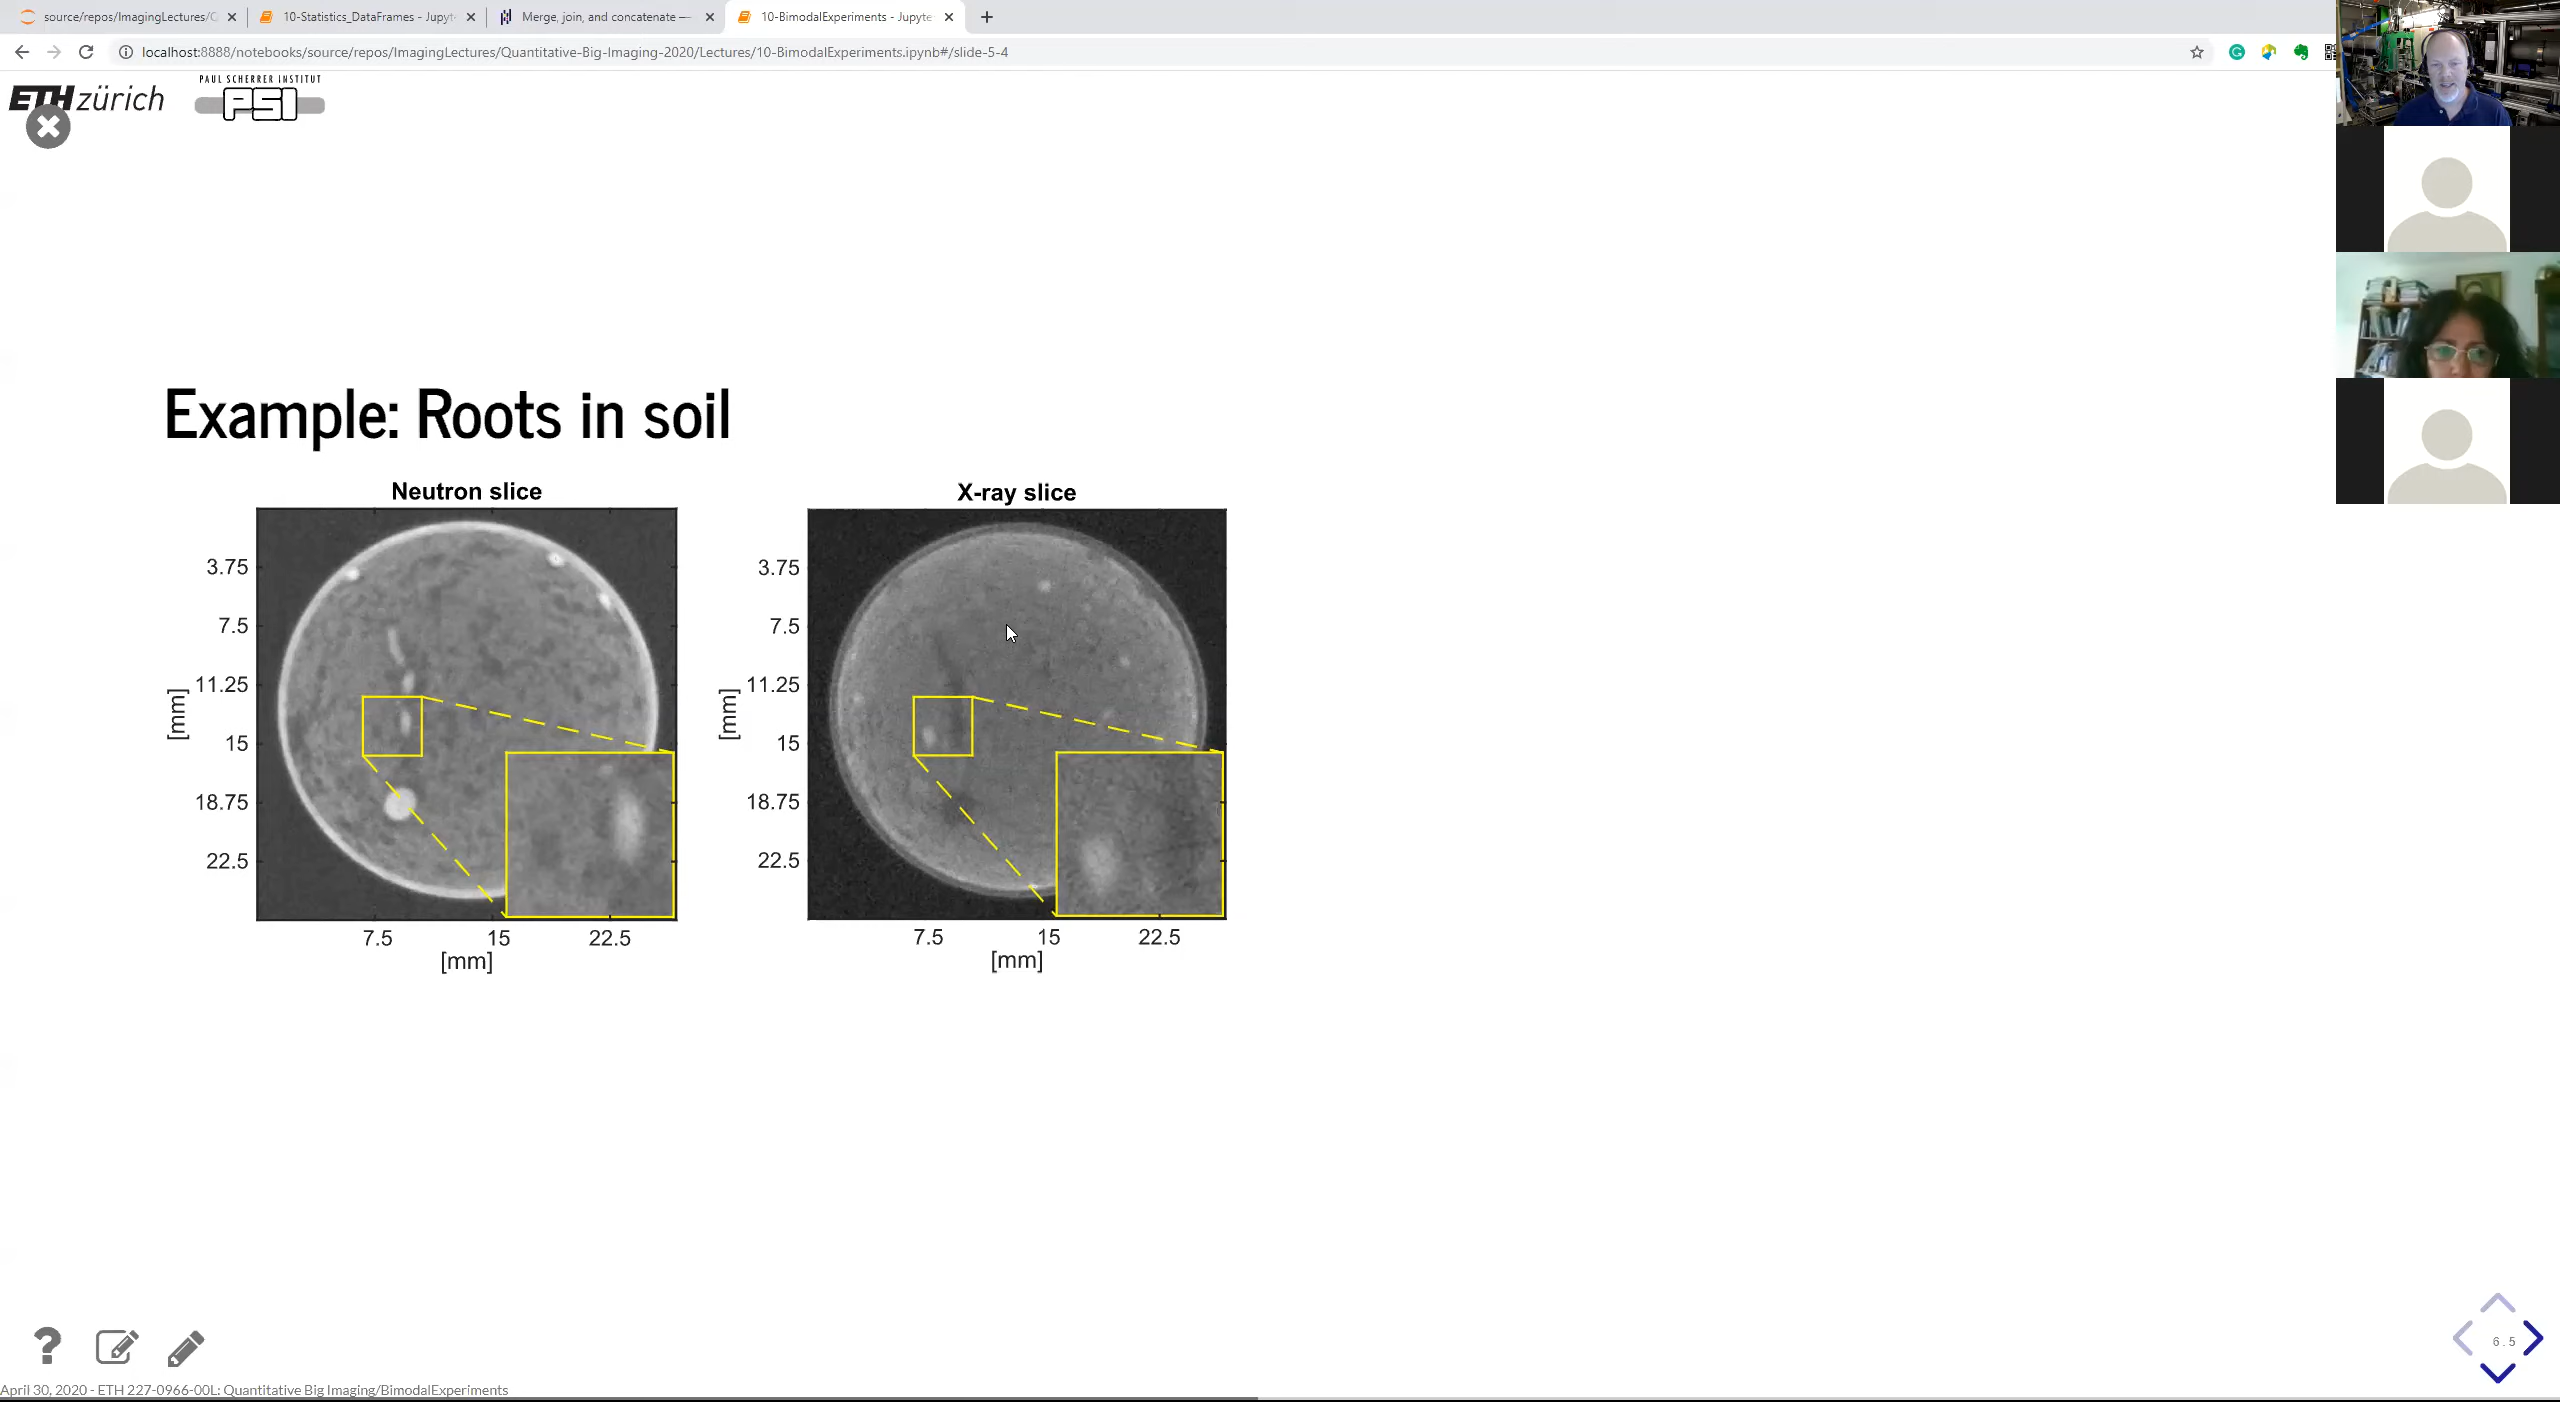 source/repos/ImagingLectures/Q
10-Statistics_DataFrames - Jupyt
Merge, join, and concatenate —
10-BimodalExperiments - Jupyte
localhost:8888/notebooks/source/repos/ImagingLectures/Quantitative-Big-Imaging-2020/Lectures/10-BimodalExperiments.ipynb#/slide-5-4
ETH zürich
PAUL SCHERRER INSTITUT
PSI
Example: Roots in soil
Neutron slice
3.75
7.5
11.25
15
18.75
22.5
[mm]
7.5 15 22.5
[mm]
X-ray slice
3.75
7.5
11.25
15
18.75
22.5
[mm]
7.5 15 22.5
[mm]
6.5
April 30, 2020 - ETH 227-0966-00L: Quantitative Big Imaging/BimodalExperiments